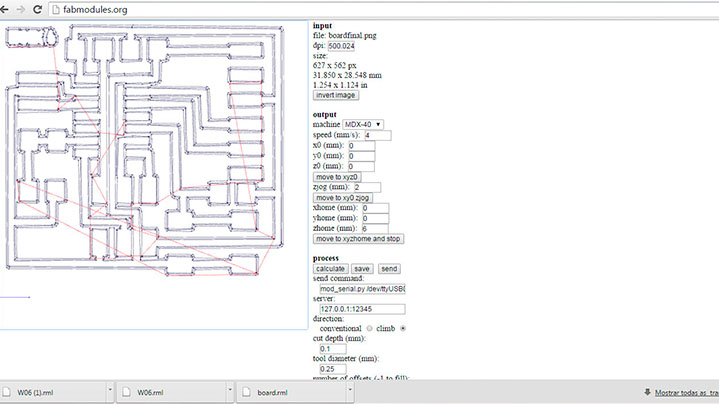 fabmodules.org
input
file: boardfinal.png
dpi: 500.024
size:
627 x 562 px
31.850 x 28.548 mm
1.254 x 1.124 in
invert image
output
machine MDX-40
speed (mm/s): 4
x0 (mm): 0
y0 (mm): 0
z0 (mm): 0
move to xyz0
zjog (mm): 2
move to xy0 zjog
xhome (mm): 0
yhome (mm): 0
zhome (mm): 6
move to xyzhome and stop
process
calculate save send
send command:
mod_serial.py /dev/ttyUSB
server:
127.0.0.1:12345
direction:
conventional climb
cut depth (mm):
0.1
tool diameter (mm):
0.25
number of offsets (-1 to fill):
W06 (1).rml W06.rml board.rml Mostrar todas as